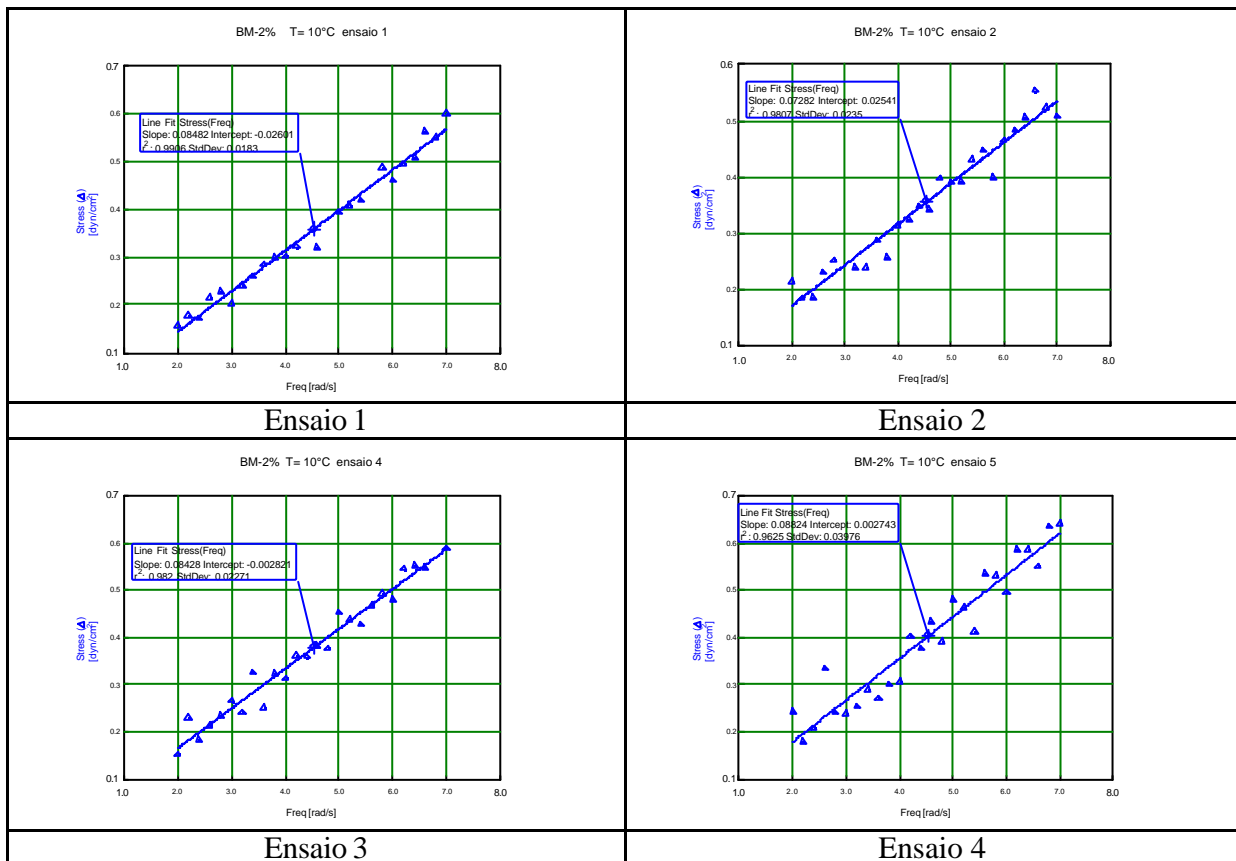 BM-2% T= 10°C ensaio 1
0.7
0.6
0.5
0.4
0.3
0.2
0.1
1.0 2.0 3.0 4.0 5.0 6.0 7.0 8.0
Freq [rad/s]
Stress (Δ)
[dyn/cm²]
Line Fit Stress(Freq)
Slope: 0.08482 Intercept: -0.02601
r²: 0.9906 StdDev: 0.0183
Ensaio 1
BM-2% T= 10°C ensaio 2
0.6
0.5
0.4
0.3
0.2
0.1
1.0 2.0 3.0 4.0 5.0 6.0 7.0 8.0
Freq [rad/s]
Stress (Δ)
[dyn/cm²]
Line Fit Stress(Freq)
Slope: 0.07282 Intercept: 0.02541
r²: 0.9807 StdDev: 0.0235
Ensaio 2
BM-2% T= 10°C ensaio 4
0.7
0.6
0.5
0.4
0.3
0.2
0.1
1.0 2.0 3.0 4.0 5.0 6.0 7.0 8.0
Freq [rad/s]
Stress (Δ)
[dyn/cm²]
Line Fit Stress(Freq)
Slope: 0.08428 Intercept: -0.002821
r²: 0.982 StdDev: 0.02271
Ensaio 3
BM-2% T= 10°C ensaio 5
0.7
0.6
0.5
0.4
0.3
0.2
0.1
1.0 2.0 3.0 4.0 5.0 6.0 7.0 8.0
Freq [rad/s]
Stress (Δ)
[dyn/cm²]
Line Fit Stress(Freq)
Slope: 0.08824 Intercept: 0.002743
r²: 0.9625 StdDev: 0.03976
Ensaio 4